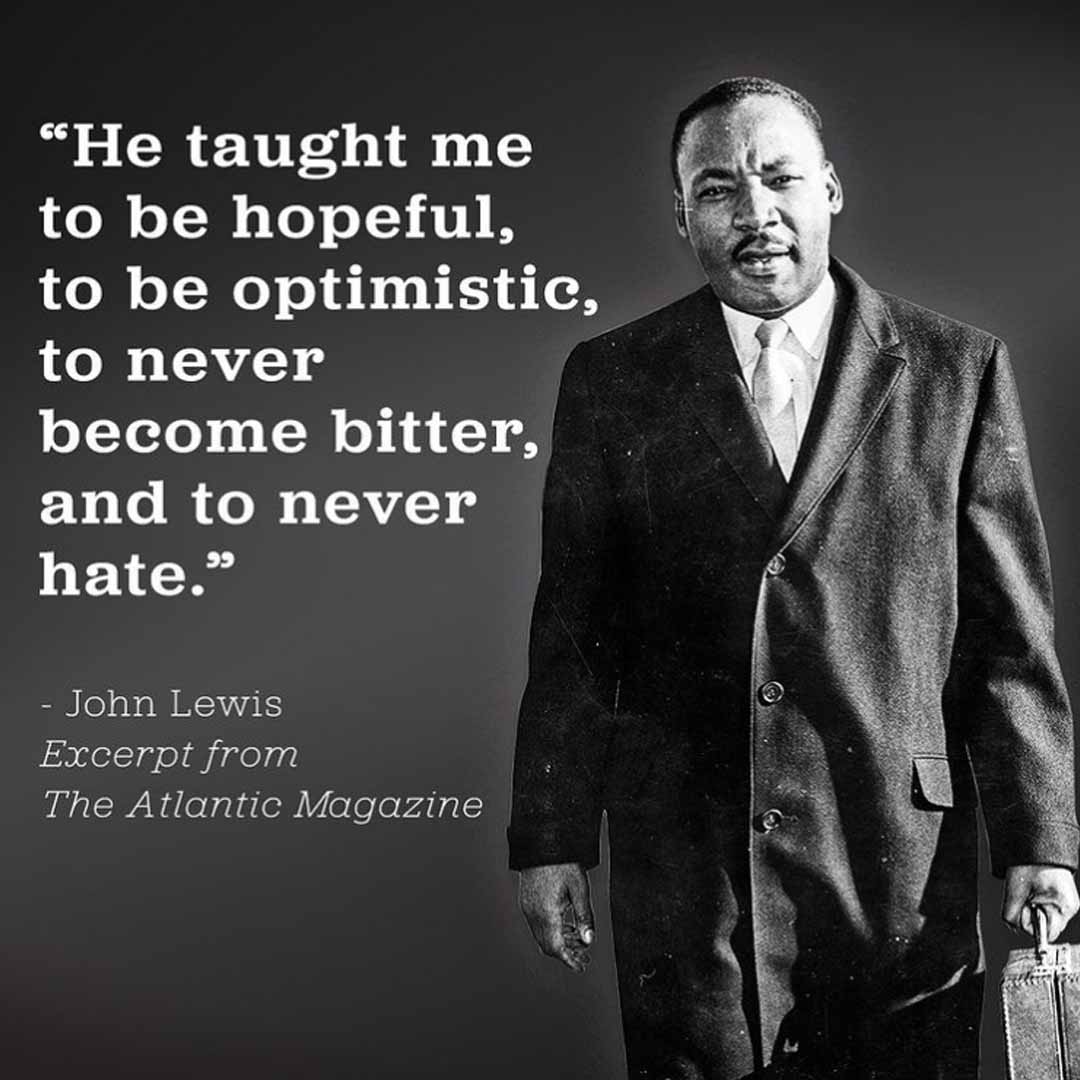 “He taught me
to be hopeful,
to be optimistic,
to never
become bitter,
and to never
hate.”
- John Lewis
Excerpt from
The Atlantic Magazine